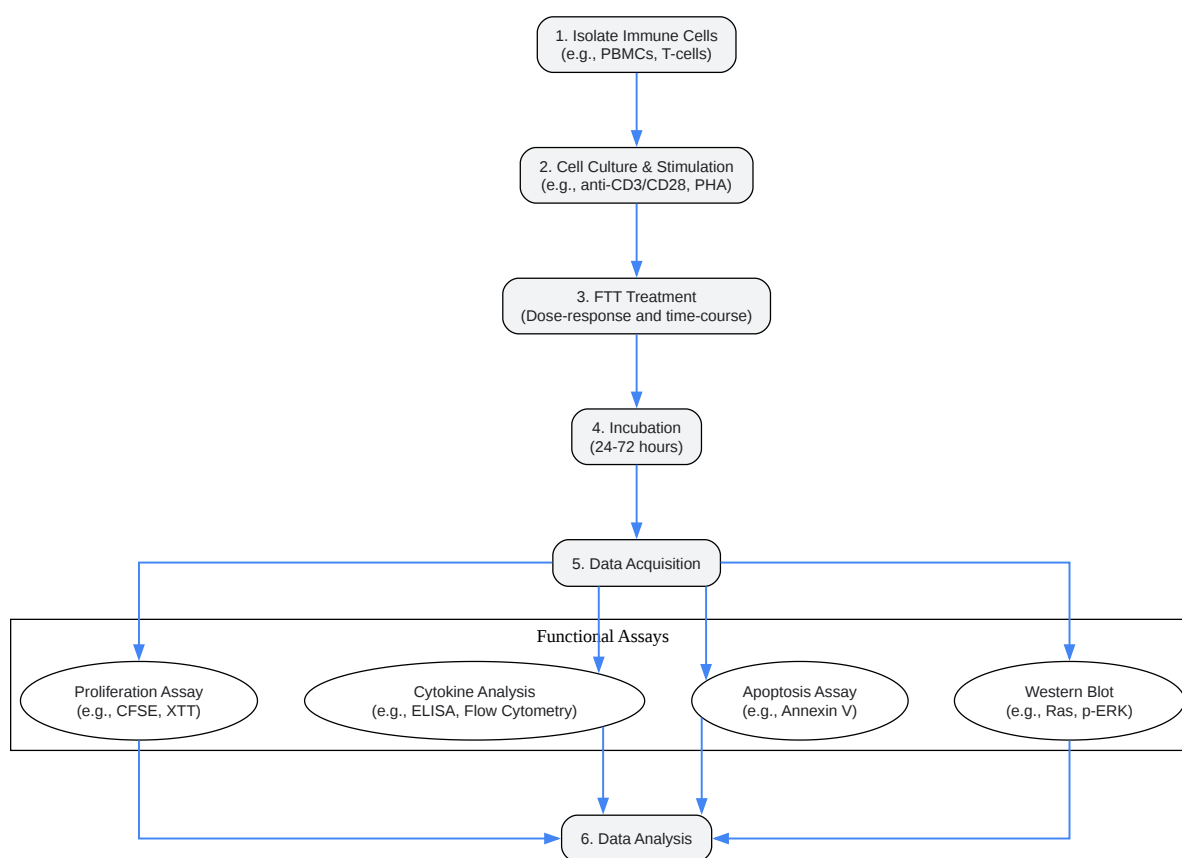 1. Isolate Immune Cells
(e.g., PBMCs, T-cells)
2. Cell Culture & Stimulation
(e.g., anti-CD3/CD28, PHA)
3. FTT Treatment
(Dose-response and time-course)
4. Incubation
(24-72 hours)
5. Data Acquisition
Functional Assays
Proliferation Assay
(e.g., CFSE, XTT)
Cytokine Analysis
(e.g., ELISA, Flow Cytometry)
Apoptosis Assay
(e.g., Annexin V)
Western Blot
(e.g., Ras, p-ERK)
6. Data Analysis